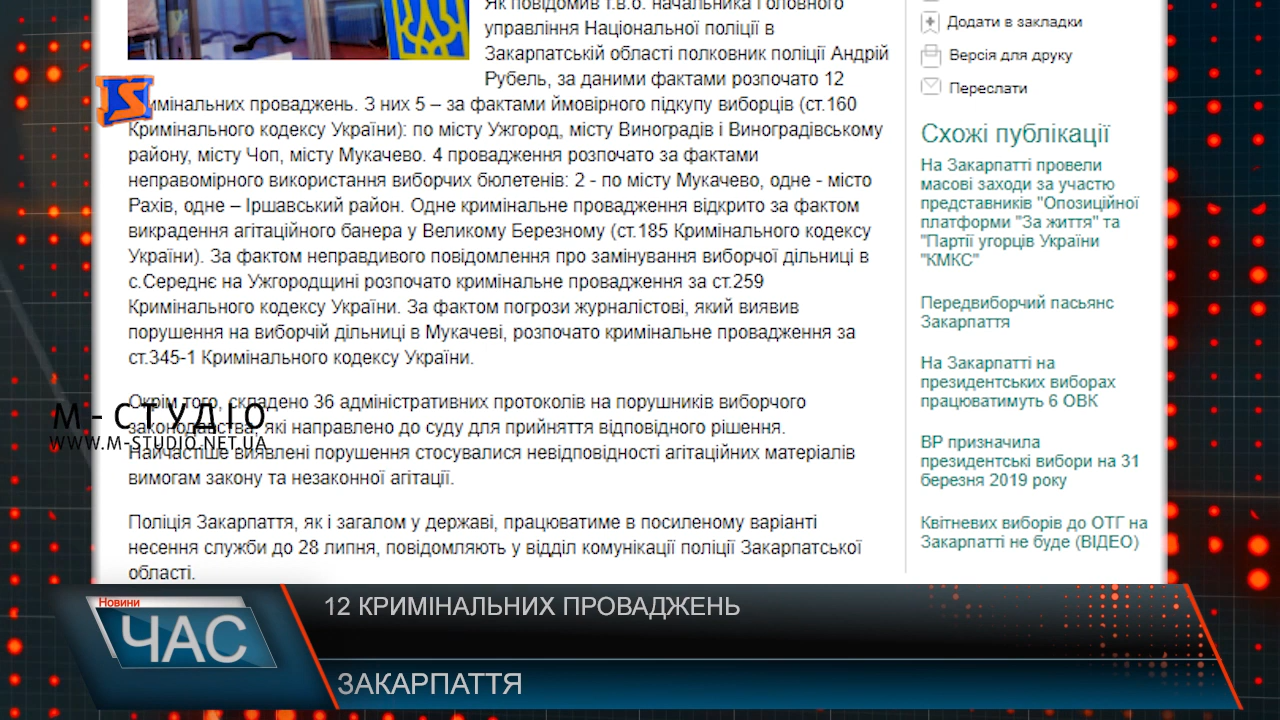 Як повідомив т.в.о. начальника Головного
управління Національної поліції в
Закарпатській області полковник поліції Андрій
Рубель, за даними фактами розпочато 12
кримінальних проваджень. З них 5 – за фактами ймовірного підкупу виборців (ст.160
Кримінального кодексу України): по місту Ужгород, місту Виноградів і Виноградівському
району, місту Чоп, місту Мукачево. 4 провадження розпочато за фактами
неправомірного використання виборчих бюлетенів: 2 - по місту Мукачево, одне - місто
Рахів, одне – Іршавський район. Одне кримінальне провадження відкрито за фактом
викрадення агітаційного банера у Великому Березному (ст.185 Кримінального кодексу
України). За фактом неправдивого повідомлення про замінування виборчої дільниці в
с.Середнє на Ужгородщині розпочато кримінальне провадження за ст.259
Кримінального кодексу України. За фактом погрози журналістові, який виявив
порушення на виборчій дільниці в Мукачеві, розпочато кримінальне провадження за
ст.345-1 Кримінального кодексу України.
Окрім того, складено 36 адміністративних протоколів на порушників виборчого
законодавства, які направлено до суду для прийняття відповідного рішення.
Найчастіше виявлені порушення стосувалися невідповідності агітаційних матеріалів
вимогам закону та незаконної агітації.
Поліція Закарпаття, як і загалом у державі, працюватиме в посиленому варіанті
несення служби до 28 липня, повідомляють у відділ комунікації поліції Закарпатської
області.
Додати в закладки
Версія для друку
Переслати
Схожі публікації
На Закарпатті провели
масові заходи за участю
представників "Опозиційної
платформи "За життя" та
"Партії угорців України
"КМКС"
Передвиборчий пасьянс
Закарпаття
На Закарпатті на
президентських виборах
працюватимуть 6 ОВК
ВР призначила
президентські вибори на 31
березня 2019 року
Квітневих виборів до ОТГ на
Закарпатті не буде (ВІДЕО)
М-СТУДІО
WWW.M-STUDIO.NET.UA
Новини
ЧАС
12 КРИМІНАЛЬНИХ ПРОВАДЖЕНЬ
ЗАКАРПАТТЯ